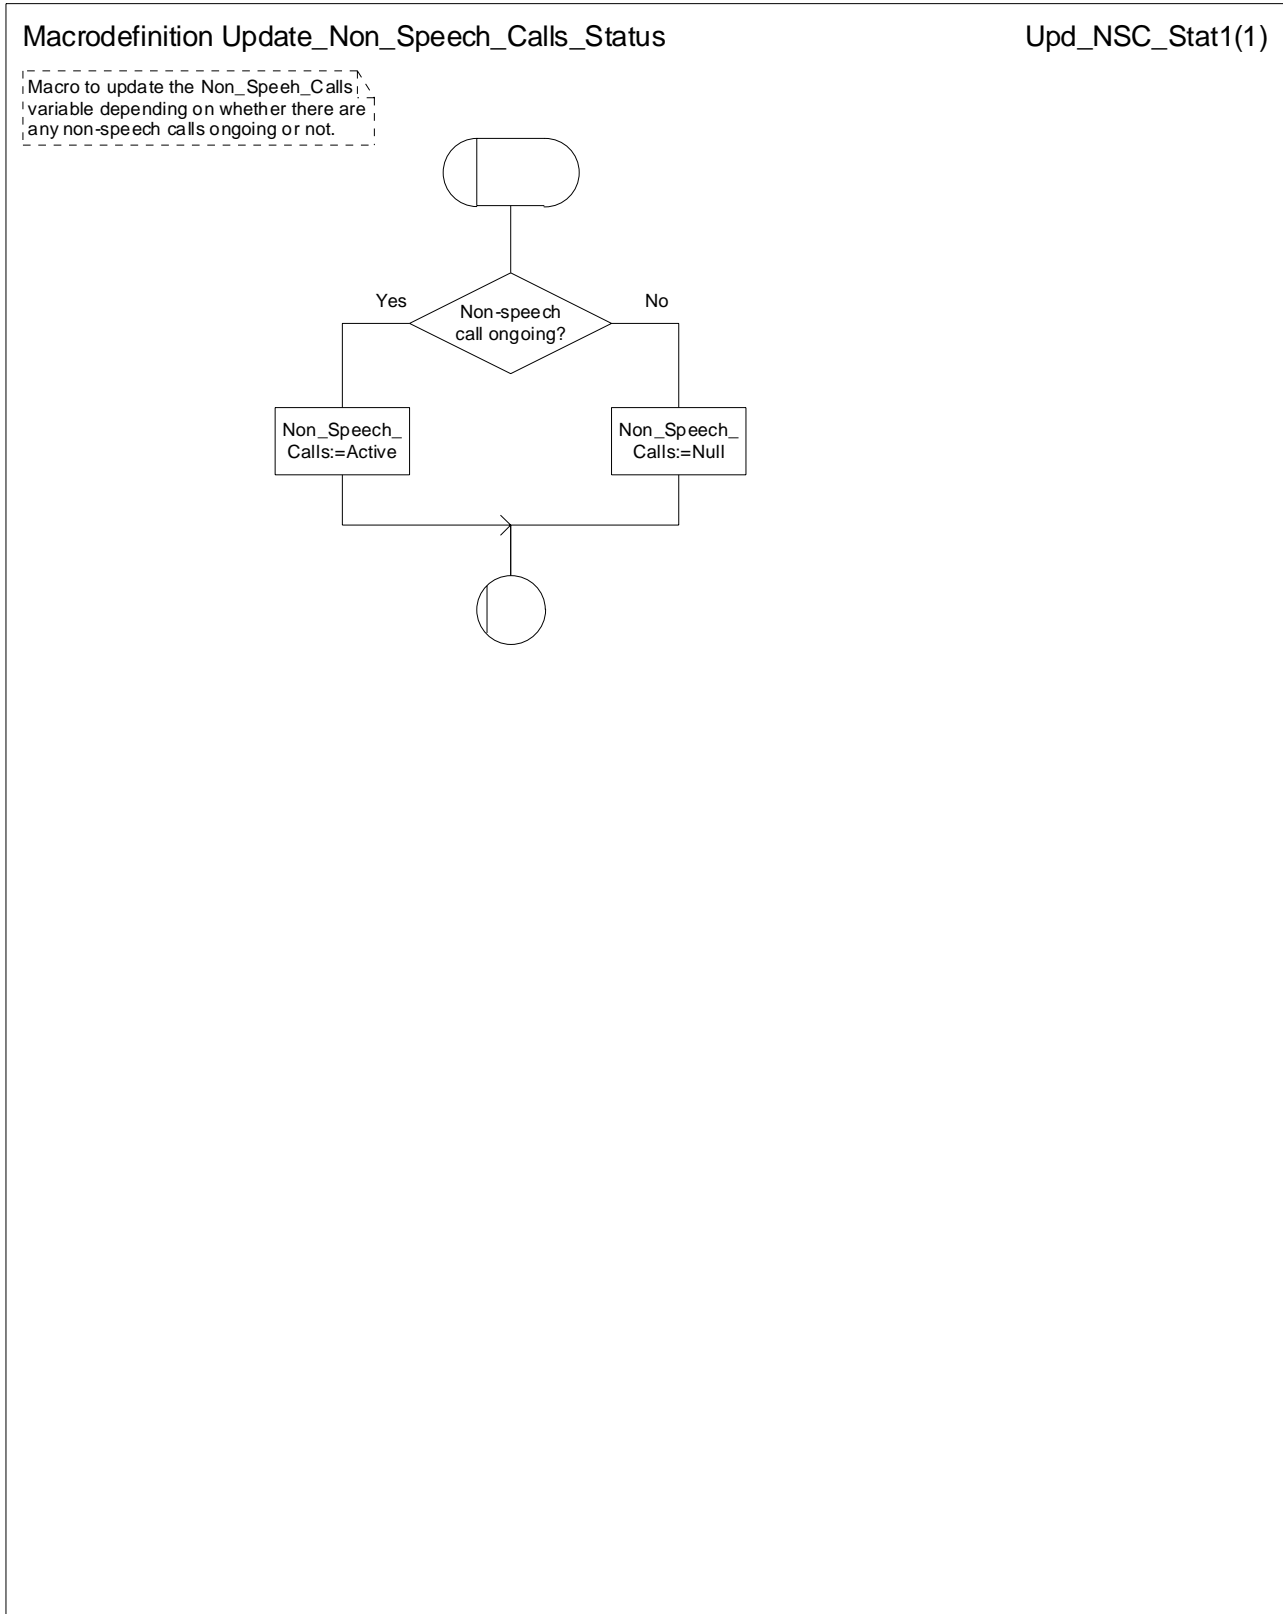 Macrodefinition Update_Non_Speech_Calls_Status
Upd_NSC_Stat1(1)
Macro to update the Non_Speeh_Calls
variable depending on whether there are
any non-speech calls ongoing or not.
Yes
No
Non-speech
call ongoing?
Non_Speech_
Calls:=Active
Non_Speech_
Calls:=Null